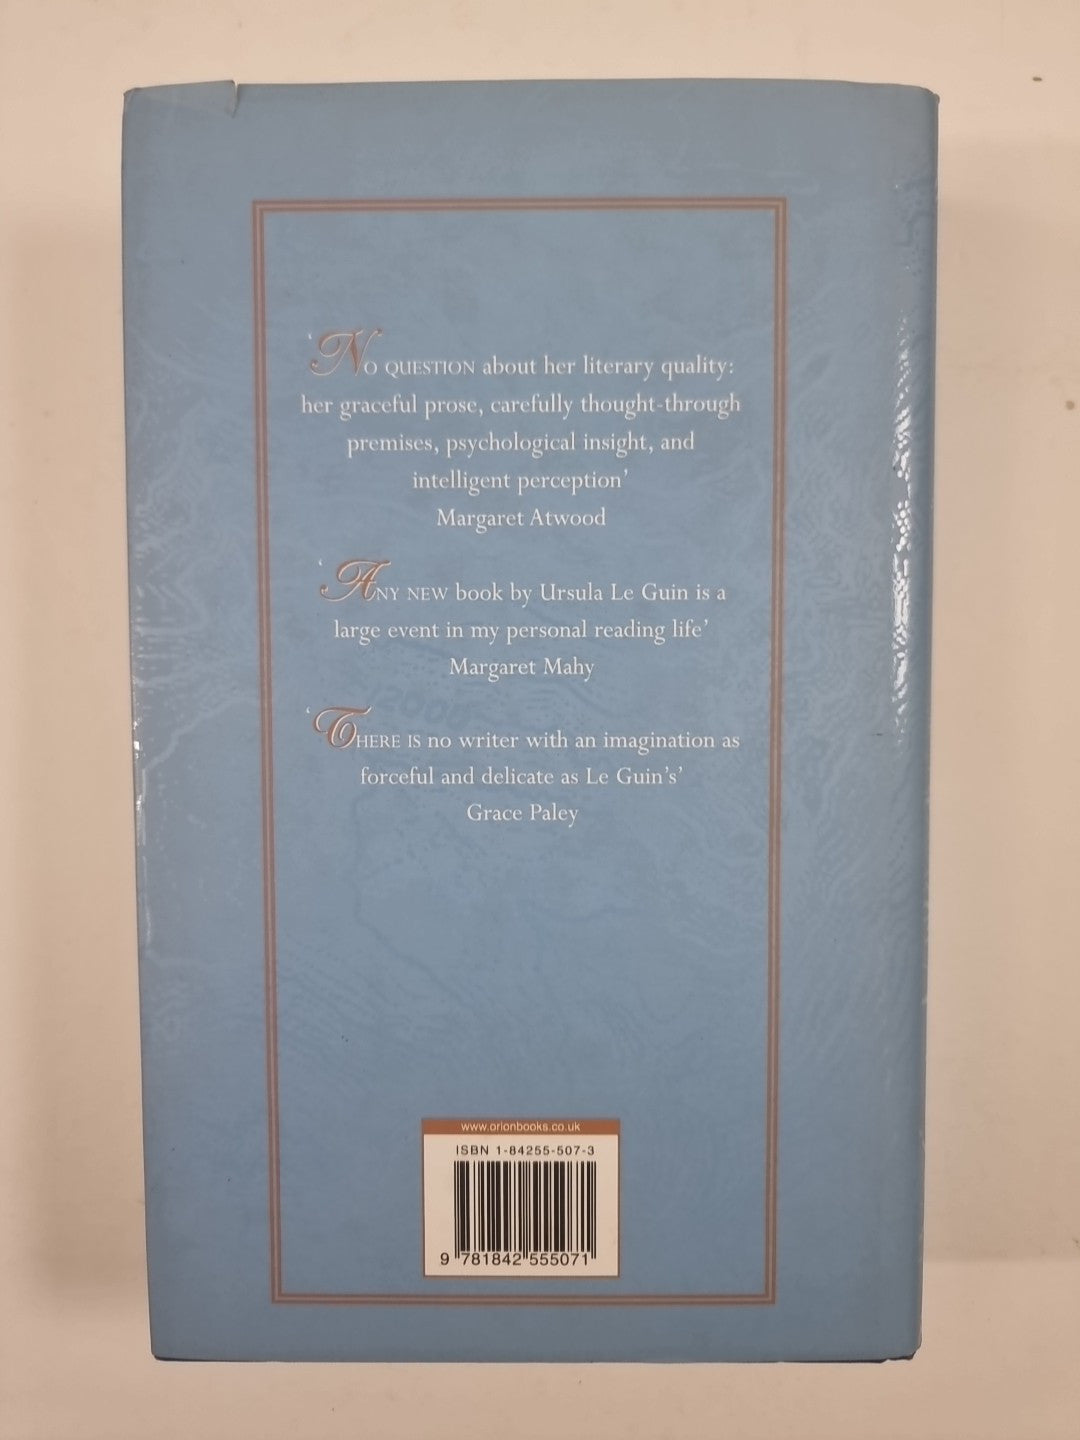 ‘No question about her literary quality:
her graceful prose, carefully thought-through
premises, psychological insight, and
intelligent perception’
Margaret Atwood
‘Any new book by Ursula Le Guin is a
large event in my personal reading life’
Margaret Mahy
‘There is no writer with an imagination as
forceful and delicate as Le Guin’s’
Grace Paley
www.orionbooks.co.uk
ISBN 1-84255-507-3
9 781842 555071